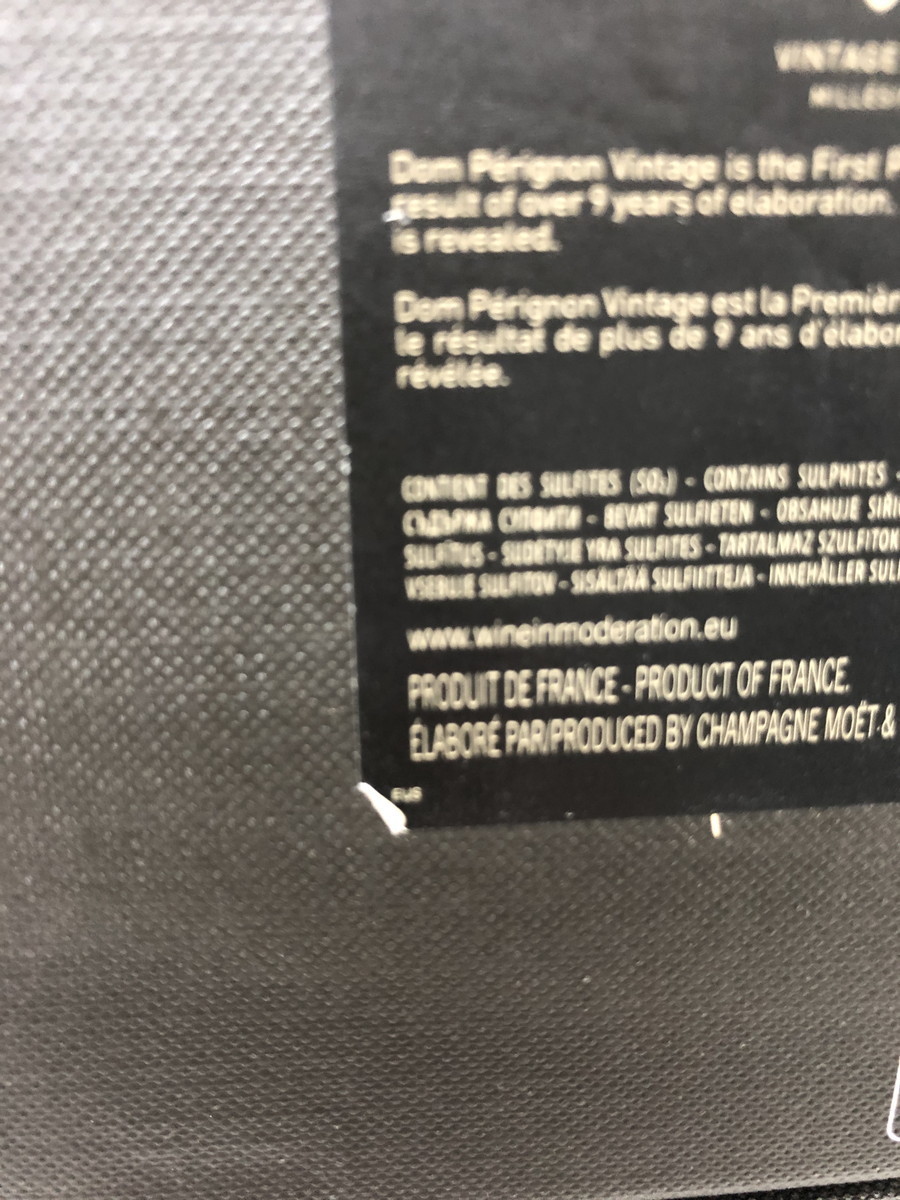 VINTAGE
MILLÉSI
Dom Pérignon Vintage is the First P
result of over 9 years of elaboration.
is revealed.
Dom Pérignon Vintage est la Premièr
le résultat de plus de 9 ans d'élabor
révélée.
CONTIENT DES SULFITES (SO₂) - CONTAINS SULPHITES -
СЪДЪРЖА СУЛФИТИ - BEVAT SULFIETEN - OBSAHUJE SIŘI
SULFĪTUS - SUDĖTYJE YRA SULFITES - TARTALMAZ SZULFITOK
VSEBUJE SULFITOV - SISÄLTÄÄ SULFIITTEJA - INNEHÅLLER SULF
www.wineinmoderation.eu
PRODUIT DE FRANCE - PRODUCT OF FRANCE.
ÉLABORÉ PAR/PRODUCED BY CHAMPAGNE MOËT &